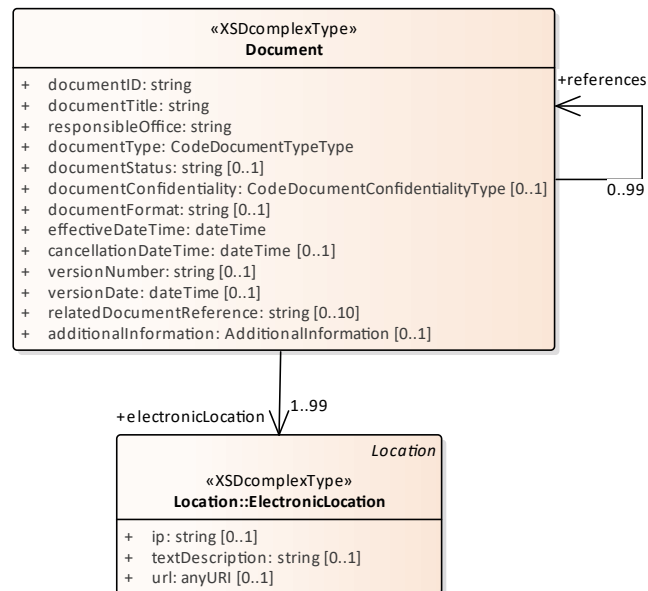 «XSDcomplexType»
Document
+ documentID: string
+ documentTitle: string
+ responsibleOffice: string
+ documentType: CodeDocumentTypeType
+ documentStatus: string [0..1]
+ documentConfidentiality: CodeDocumentConfidentialityType [0..1]
+ documentFormat: string [0..1]
+ effectiveDateTime: dateTime
+ cancellationDateTime: dateTime [0..1]
+ versionNumber: string [0..1]
+ versionDate: dateTime [0..1]
+ relatedDocumentReference: string [0..10]
+ additionalInformation: AdditionalInformation [0..1]
+references
0..99
+electronicLocation
1..99
Location
«XSDcomplexType»
Location::ElectronicLocation
+ ip: string [0..1]
+ textDescription: string [0..1]
+ url: anyURI [0..1]